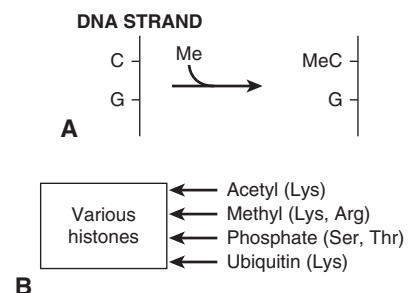 DNA STRAND
C
Me
MeC
G
G
A
Various
histones
Acetyl (Lys)
Methyl (Lys, Arg)
Phosphate (Ser, Thr)
Ubiquitin (Lys)
B